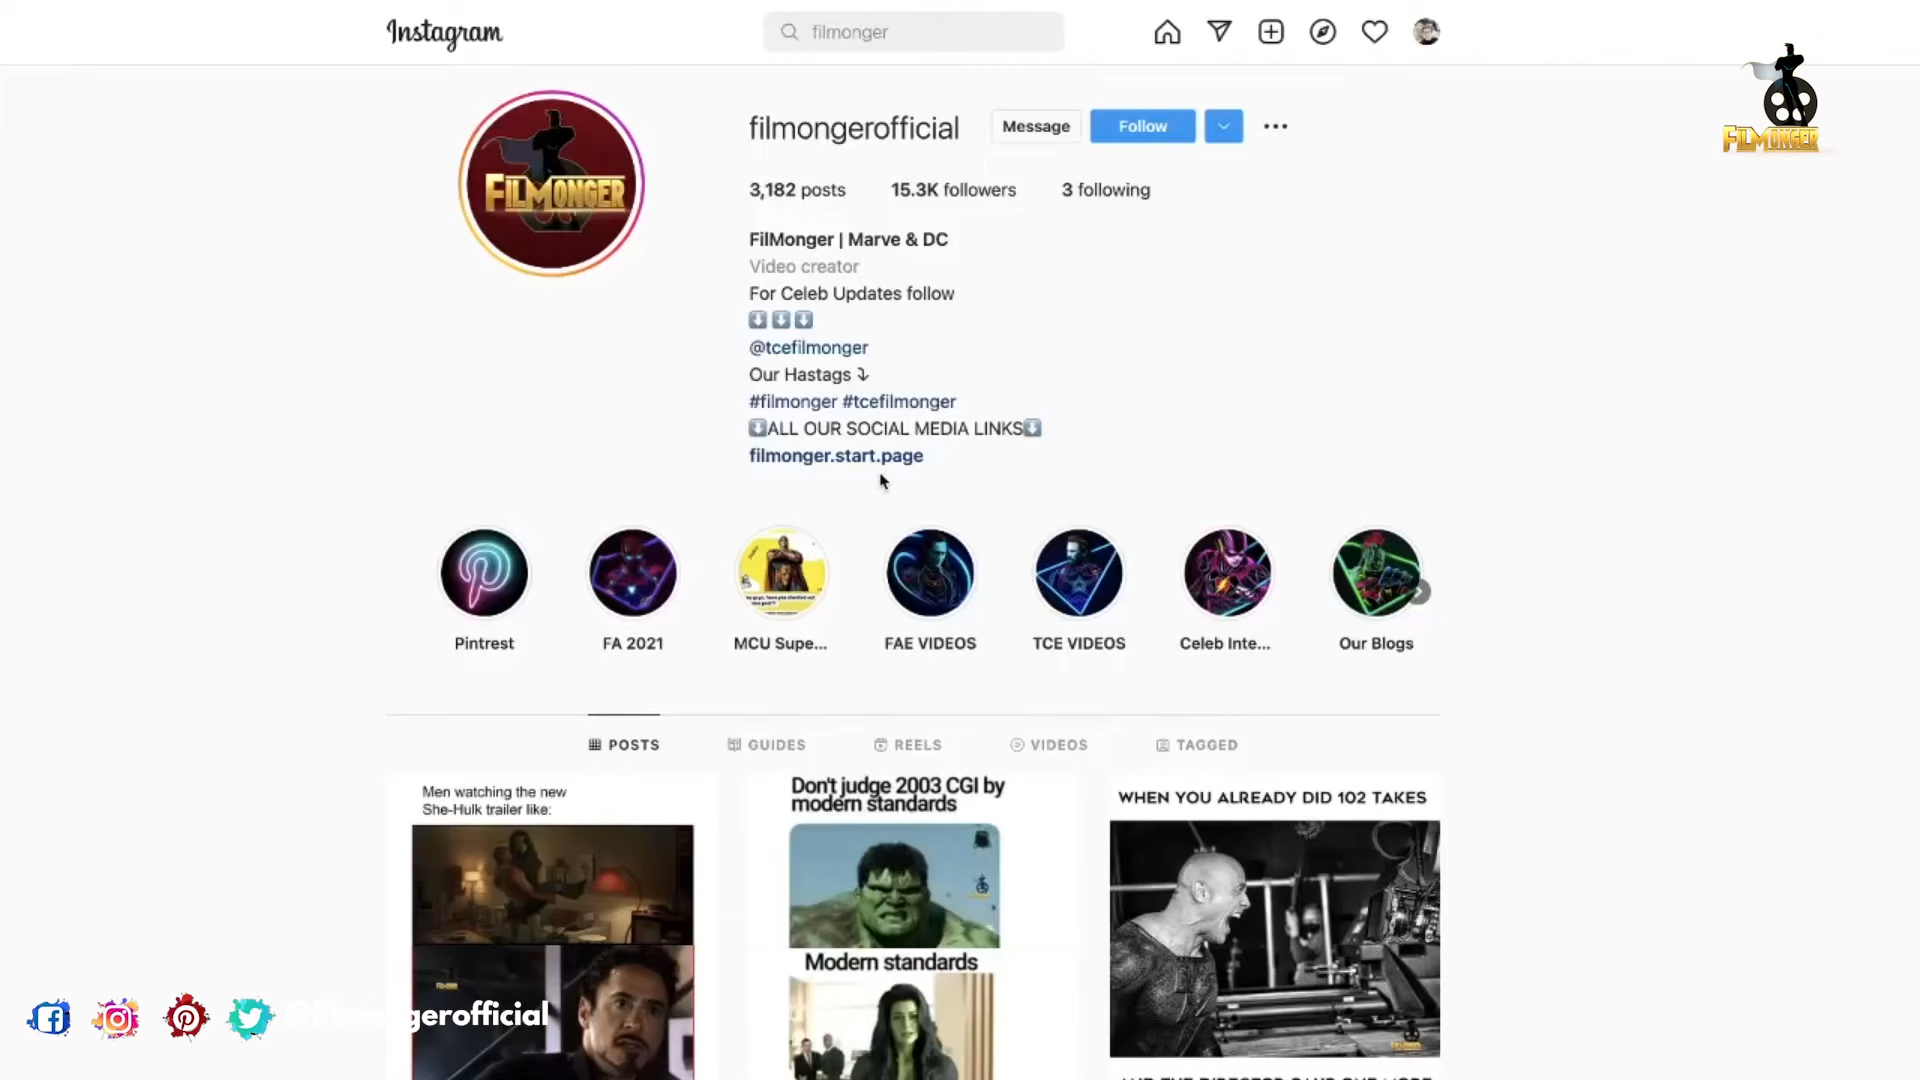 Instagram
filmonger
FILMONGER
FILMONGER
filmongerofficial
Message
Follow
3,182 posts
15.3K followers
3 following
FilMonger | Marve & DC
Video creator
For Celeb Updates follow
⬇️⬇️⬇️
@tcefilmonger
Our Hastags ⤵
#filmonger #tcefilmonger
⬇️ALL OUR SOCIAL MEDIA LINKS⬇️
filmonger.start.page
Pintrest
FA 2021
MCU Supe...
FAE VIDEOS
TCE VIDEOS
Celeb Inte...
Our Blogs
POSTS
GUIDES
REELS
VIDEOS
TAGGED
Men watching the new
She-Hulk trailer like:
Don't judge 2003 CGI by
modern standards
Modern standards
WHEN YOU ALREADY DID 102 TAKES
@filmongerofficial